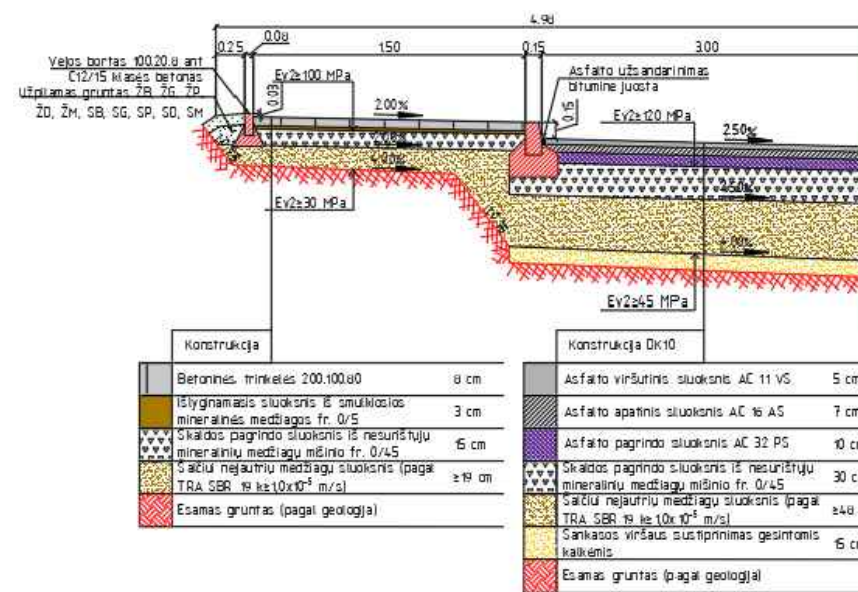 4.98
0.25
0.08
1.50
0.15
3.00
Vejos bortas 100.20.8 ant
C12/15 klasės betonas
Užpilamas gruntas ŽB, ŽG, ŽP,
ŽD, ŽM, SB, SG, SP, SD, SM
Ev2≥100 MPa
0.03
2.00%
Asfalto užsandarinimas
bitumine juosta
0.15
Ev2≥120 MPa
2.50%
4.00%
2.50%
4.00%
Ev2≥30 MPa
Ev2≥45 MPa
Konstrukcija
Betoninės trinkelės 200.100.80 8 cm
Išlyginamasis sluoksnis iš smulkiosios
mineralinės medžiagos fr. 0/5 3 cm
Skaldos pagrindo sluoksnis iš nesurištųjų
mineralinių medžiagų mišinio fr. 0/45 15 cm
Šalčiui nejautrių medžiagų sluoksnis (pagal
TRA SBR 19 k≥1,0x10⁻⁵ m/s) ≥19 cm
Esamas gruntas (pagal geologiją)
Konstrukcija DK10
Asfalto viršutinis sluoksnis AC 11 VS 5 cm
Asfalto apatinis sluoksnis AC 16 AS 7 cm
Asfalto pagrindo sluoksnis AC 32 PS 10 cm
Skaldos pagrindo sluoksnis iš nesurištųjų
mineralinių medžiagų mišinio fr. 0/45 30 c
Šalčiui nejautrių medžiagų sluoksnis (pagal
TRA SBR 19 k≥1,0x10⁻⁵ m/s) ≥48
Sankasos viršaus sustiprinimas gesintomis
kalkėmis 15 c
Esamas gruntas (pagal geologiją)